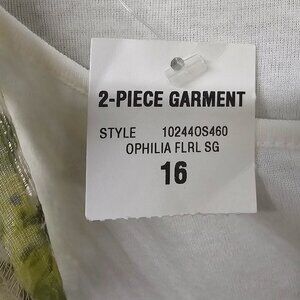 2-PIECE GARMENT
STYLE 10244OS460
OPHILIA FLRL SG
16